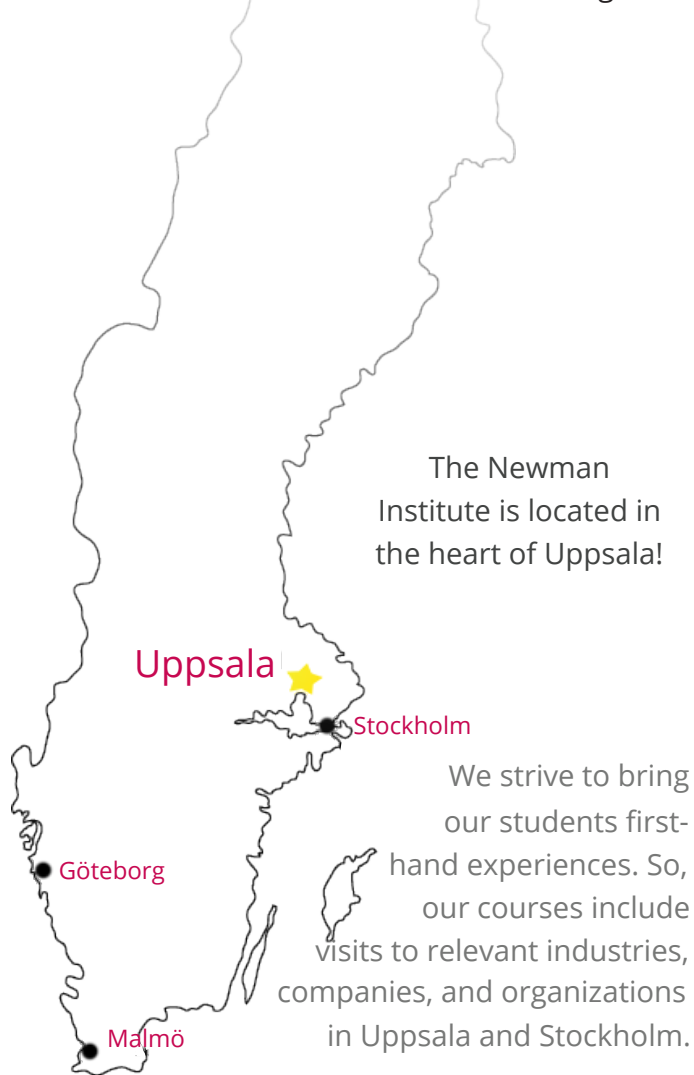 The Newman
Institute is located in
the heart of Uppsala!
Uppsala
Stockholm
We strive to bring
our students first-
hand experiences. So,
Göteborg
our courses include
visits to relevant industries,
companies, and organizations
in Uppsala and Stockholm.
Malmö